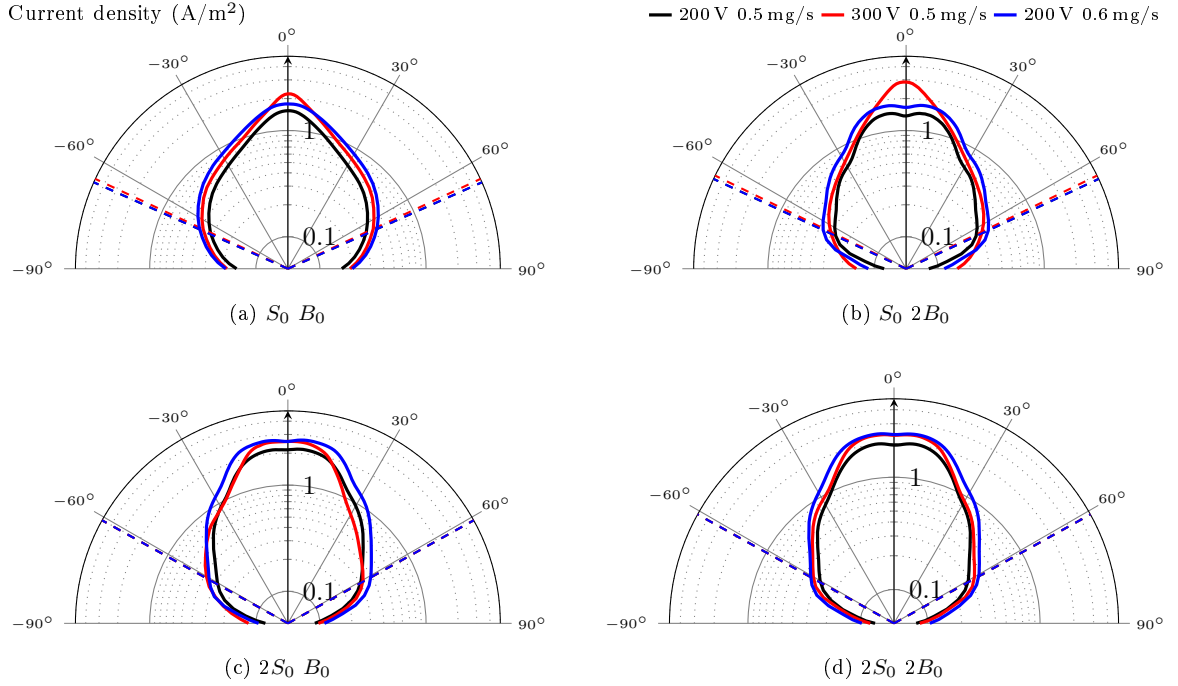 Current density (A/m²)
200 V 0.5 mg/s 300 V 0.5 mg/s 200 V 0.6 mg/s
−90° −60° −30° 0° 30° 60° 90°
1
0.1
(a) S₀ B₀
−90° −60° −30° 0° 30° 60° 90°
1
0.1
(b) S₀ 2B₀
−90° −60° −30° 0° 30° 60° 90°
1
0.1
(c) 2S₀ B₀
−90° −60° −30° 0° 30° 60° 90°
1
0.1
(d) 2S₀ 2B₀